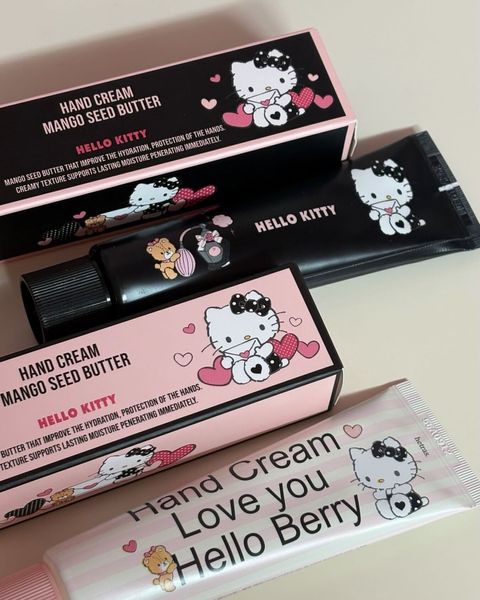 HAND CREAM
MANGO SEED BUTTER
HELLO KITTY
MANGO SEED BUTTER THAT IMPROVE THE HYDRATION, PROTECTION OF THE HANDS.
CREAMY TEXTURE SUPPORTS LASTING MOISTURE PENERATING IMMEDIATELY.
HELLO KITTY
HAND CREAM
MANGO SEED BUTTER
HELLO KITTY
BUTTER THAT IMPROVE THE HYDRATION, PROTECTION OF THE HANDS.
TEXTURE SUPPORTS LASTING MOISTURE PENERATING IMMEDIATELY.
Hand Cream
Love you
Hello Berry